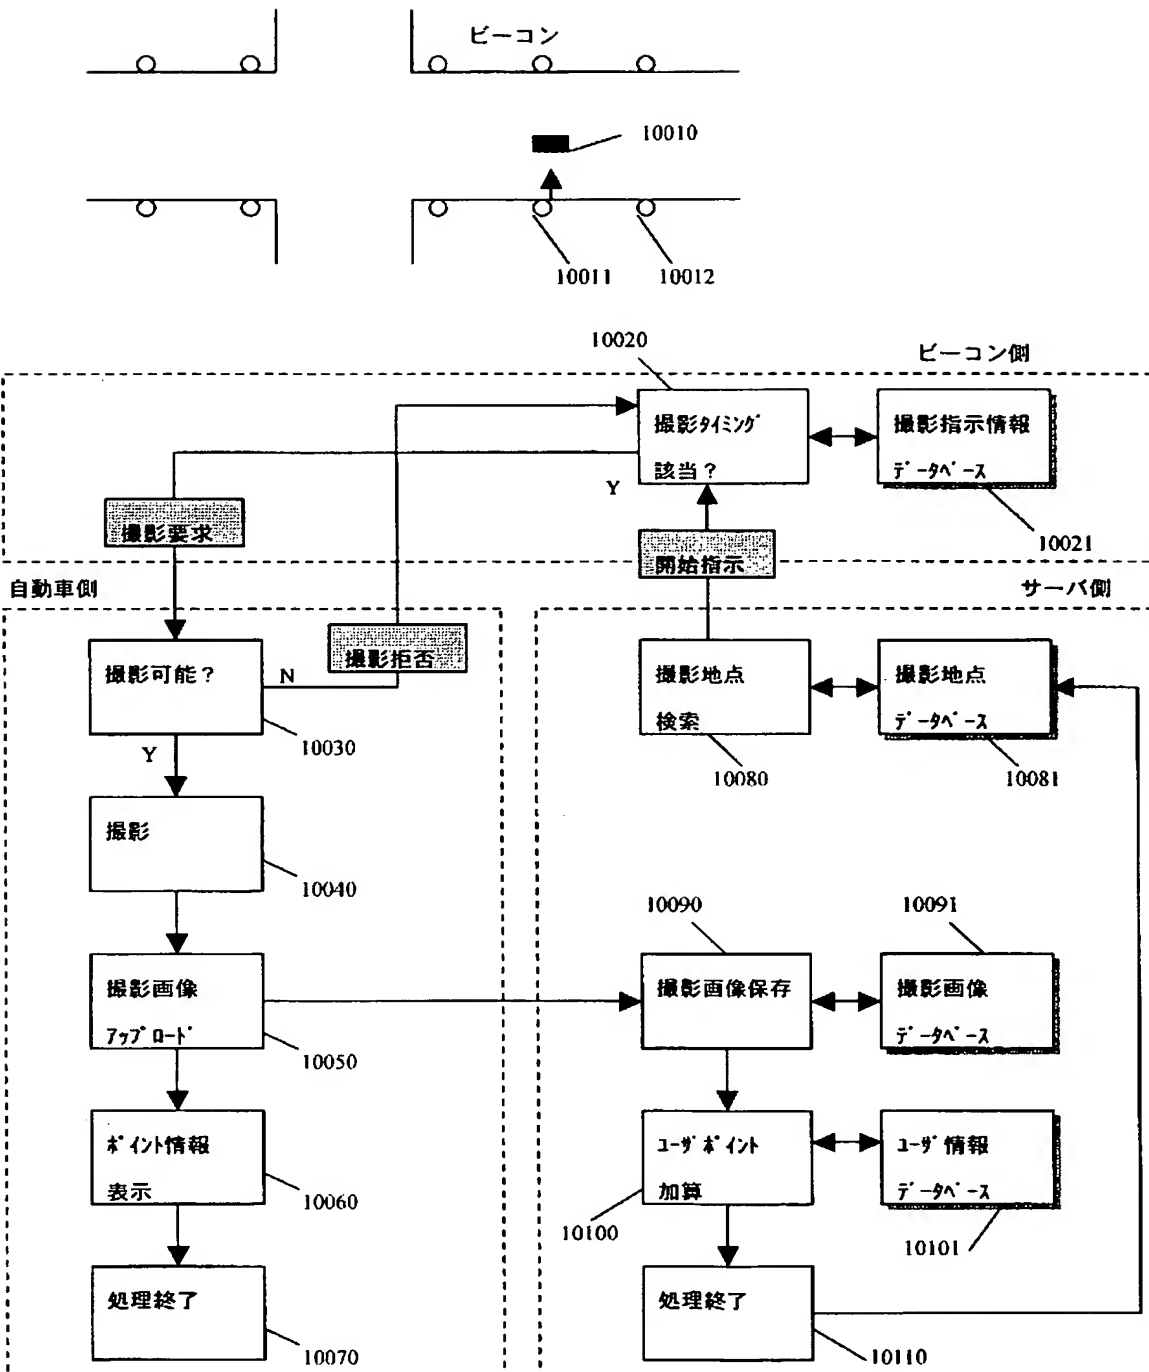 ビーコン
10010
10011
10012
10020
ビーコン側
撮影タイミング
該当?
Y
撮影指示情報
データベース
10021
撮影要求
開始指示
自動車側
サーバ側
撮影拒否
撮影可能?
N
10030
Y
撮影地点
検索
10080
撮影地点
データベース
10081
撮影
10040
10090
10091
撮影画像
アップロード
10050
撮影画像保存
撮影画像
データベース
ポイント情報
表示
10060
ユーザポイント
加算
10100
ユーザ情報
データベース
10101
処理終了
10070
処理終了
10110